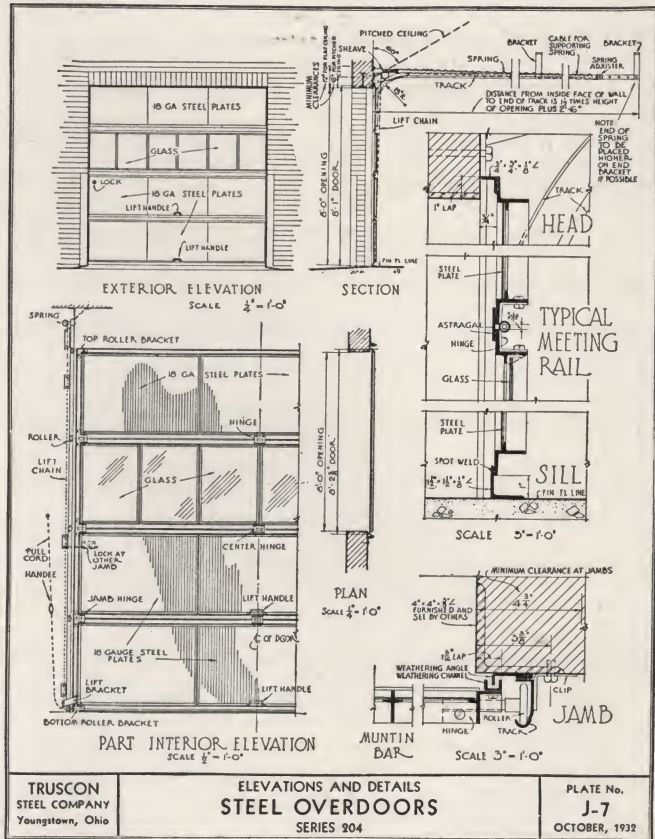 PITCHED CEILING
SHEAVE
90°
BRACKET
CABLE FOR
SUPPORTING
SPRING
SPRING
ADJUSTER
BRACKET
SPRING
TRACK
MINIMUM
CLEARANCES
DISTANCE FROM INSIDE FACE OF WALL
TO END OF TRACK IS 1½ TIMES HEIGHT
OF OPENING PLUS 2'-6"
LIFT CHAIN
NOTE
END OF
SPRING
TO BE
PLACED
HIGHER
ON END
BRACKET
IF POSSIBLE
18 GA STEEL PLATES
GLASS
LOCK
18 GA STEEL PLATES
LIFT HANDLE
LIFT HANDLE
8'-0" OPENING
8'-1" DOOR
FIN FL LINE
EXTERIOR ELEVATION
SCALE ¼" = 1'-0"
SECTION
1" LAP
TRACK
HEAD
STEEL
PLATE
ASTRAGAL
HINGE
GLASS
TYPICAL
MEETING
RAIL
STEEL
PLATE
SPOT WELD
SILL
FIN FL LINE
SCALE 3" = 1'-0"
SPRING
TOP ROLLER BRACKET
18 GA STEEL PLATES
ROLLER
HINGE
LIFT
CHAIN
GLASS
CENTER HINGE
PULL
CORD
LOCK AT
OTHER
JAMB
HANDLE
JAMB HINGE
LIFT HANDLE
18 GAUGE STEEL
PLATES
OF DOOR
LIFT
BRACKET
LIFT HANDLE
BOTTOM ROLLER BRACKET
PART INTERIOR ELEVATION
SCALE ½" = 1'-0"
8'-0" OPENING
PLAN
SCALE ¼" = 1'-0"
MINIMUM CLEARANCE AT JAMBS
FURNISHED AND
SET BY OTHERS
LAP
WEATHERING ANGLE
WEATHERING CHANNEL
CLIP
HINGE
ROLLER
TRACK
MUNTIN
BAR
JAMB
SCALE 3" = 1'-0"
TRUSCON
STEEL COMPANY
Youngstown, Ohio
ELEVATIONS AND DETAILS
STEEL OVERDOORS
SERIES 204
PLATE No.
J-7
OCTOBER, 1932